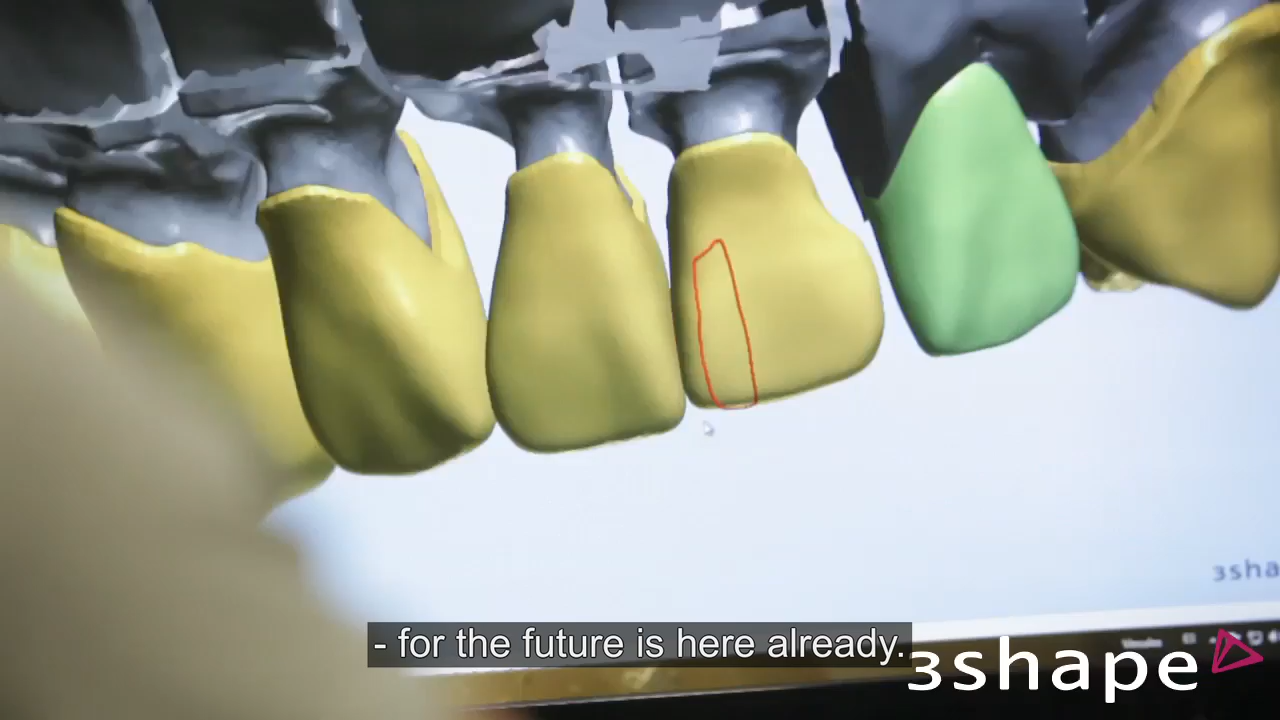 3sha
- for the future is here already.
3shape